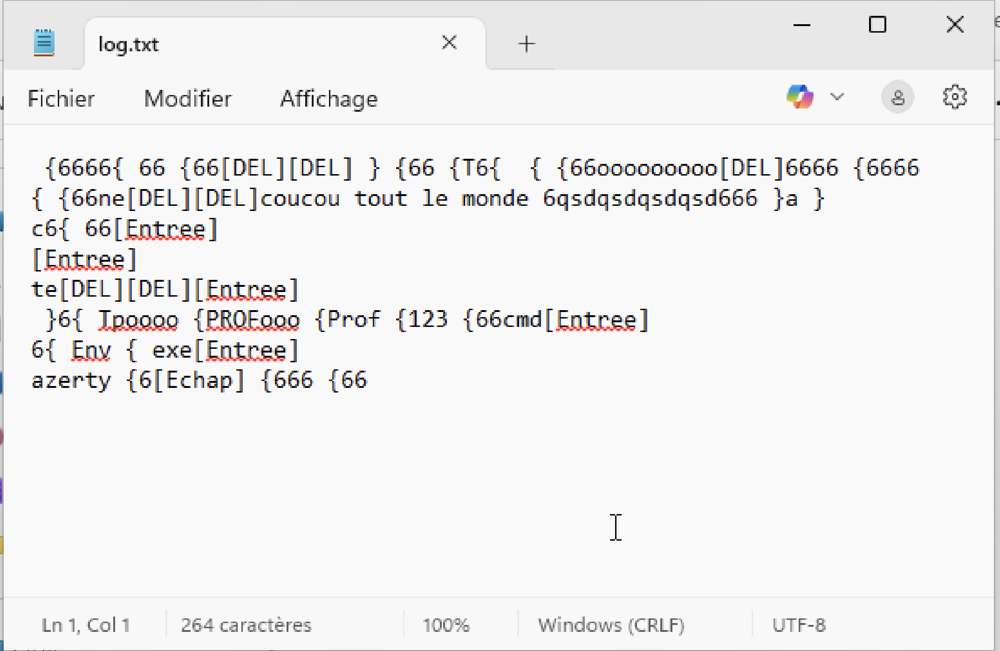 log.txt
Fichier Modifier Affichage
 {6666{ 66 {66[DEL][DEL] } {66 {T6{  { {66ooooooooo[DEL]6666 {6666
{ {66ne[DEL][DEL]coucou tout le monde 6qsdqsdqsdqsd666 }a }
c6{ 66[Entree]
[Entree]
te[DEL][DEL][Entree]
 }6{ Ipoooo {PROFooo {Prof {123 {66cmd[Entree]
6{ Env { exe[Entree]
azerty {6[Echap] {666 {66
Ln 1, Col 1 264 caractères 100% Windows (CRLF) UTF-8